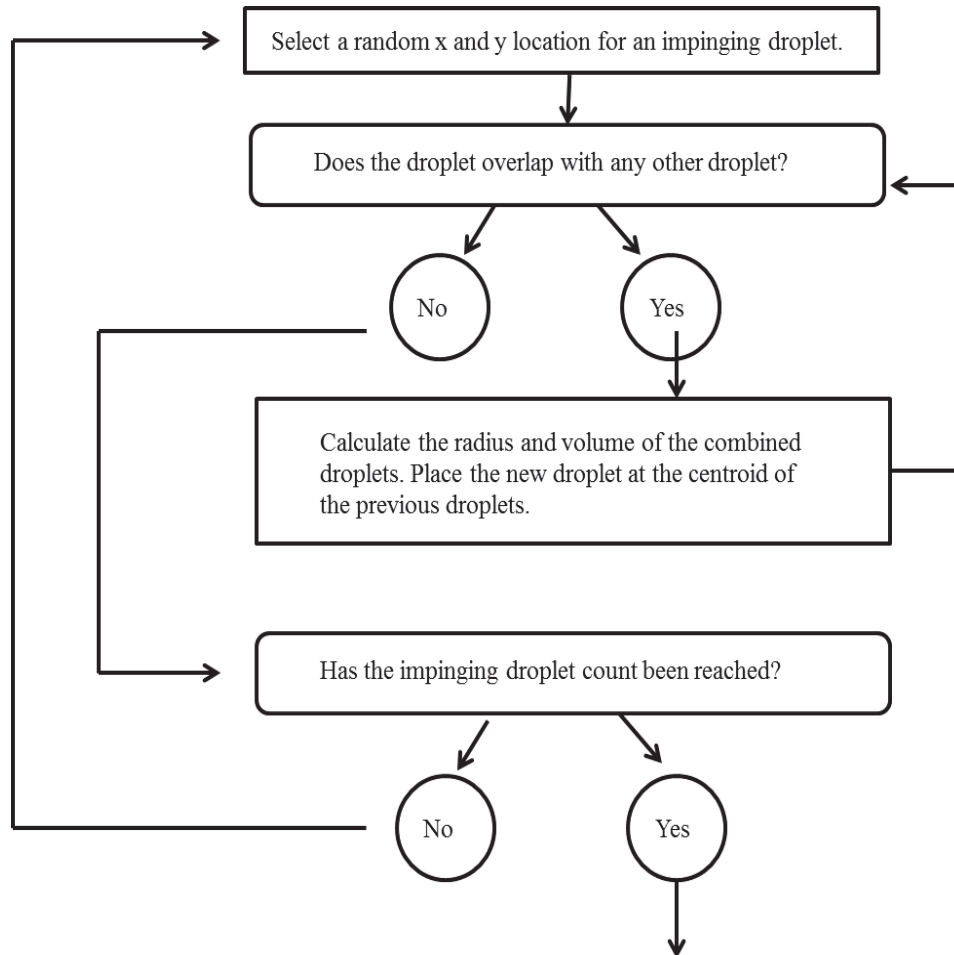 Select a random x and y location for an impinging droplet.
Does the droplet overlap with any other droplet?
No
Yes
Calculate the radius and volume of the combined
droplets. Place the new droplet at the centroid of
the previous droplets.
Has the impinging droplet count been reached?
No
Yes